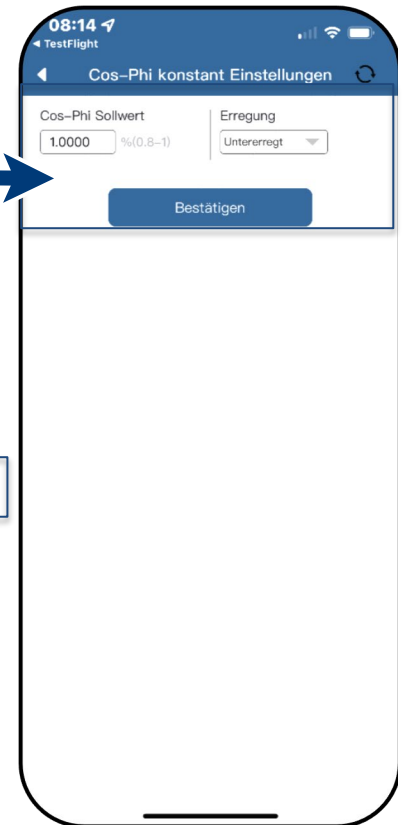 08:14
◄ TestFlight
Cos-Phi konstant Einstellungen
Cos-Phi Sollwert
Erregung
1.0000 %(0.8-1)
Untererregt
Bestätigen